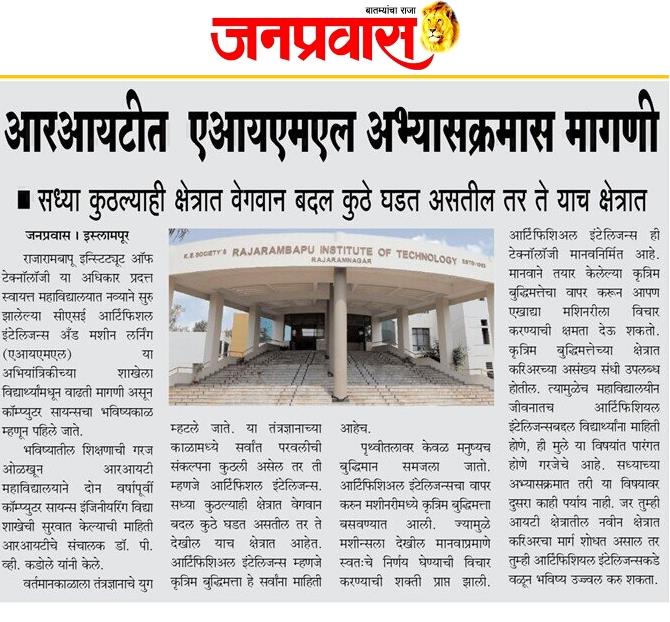 बातम्यांचा राजा
जनप्रवास
आरआयटीत एआयएमएल अभ्यासक्रमास मागणी
■ सध्या कुठल्याही क्षेत्रात वेगवान बदल कुठे घडत असतील तर ते याच क्षेत्रात
जनप्रवास । इस्लामपूर
राजारामबापू इन्स्टिट्यूट ऑफ
टेक्नॉलॉजी या अधिकार प्रदत्त
स्वायत्त महाविद्यालयात नव्याने सुरु
झालेल्या सीएसई आर्टिफिशल
इंटेलिजन्स अँड मशीन लर्निंग
(एआयएमएल) या
अभियांत्रिकीच्या शाखेला
विद्यार्थ्यांमधून वाढती मागणी असून
कॉम्प्युटर सायन्सचा भविष्यकाळ
म्हणून पहिले जाते.
भविष्यातील शिक्षणाची गरज
ओळखून आरआयटी
महाविद्यालयाने दोन वर्षांपूर्वी
कॉम्प्युटर सायन्स इंजिनीयरिंग विद्या
शाखेची सुरवात केल्याची माहिती
आरआयटीचे संचालक डॉ. पी.
व्ही. कडोले यांनी केले.
वर्तमानकाळाला तंत्रज्ञानाचे युग
K.E. SOCIETY'S RAJARAMBAPU INSTITUTE OF TECHNOLOGY ESTD-1983
RAJARAMNAGAR
म्हटले जाते. या तंत्रज्ञानाच्या
काळामध्ये सर्वांत परवलीची
संकल्पना कुठली असेल तर ती
म्हणजे आर्टिफिशल इंटेलिजन्स.
सध्या कुठल्याही क्षेत्रात वेगवान
बदल कुठे घडत असतील तर ते
देखील याच क्षेत्रात आहेत.
आर्टिफिशिअल इंटेलिजन्स म्हणजे
कृत्रिम बुद्धिमत्ता हे सर्वांना माहिती
आहेच.
पृथ्वीतलावर केवळ मनुष्यच
बुद्धिमान समजला जातो.
आर्टिफिशिअल इंटेलिजन्सचा वापर
करुन मशीनरीमध्ये कृत्रिम बुद्धिमत्ता
बसवण्यात आली. ज्यामुळे
मशीन्सला देखील मानवाप्रमाणे
स्वतःचे निर्णय घेण्याची विचार
करण्याची शक्ती प्राप्त झाली.
आर्टिफिशिअल इंटेलिजन्स ही
टेक्नॉलॉजी मानवनिर्मित आहे.
मानवाने तयार केलेल्या कृत्रिम
बुद्धिमत्तेचा वापर करून आपण
एखाद्या मशिनरीला विचार
करण्याची क्षमता देऊ शकतो.
कृत्रिम बुद्धिमत्तेच्या क्षेत्रात
करिअरच्या असंख्य संधी उपलब्ध
होतील. त्यामुळेच महाविद्यालयीन
जीवनातच आर्टिफिशियल
इंटेलिजन्सबद्दल विद्यार्थ्यांना माहिती
होणे, ही मुले या विषयांत पारंगत
होणे गरजेचे आहे. सध्याच्या
अभ्यासक्रमात तरी या विषयावर
दुसरा काही पर्याय नाही. जर तुम्ही
आयटी क्षेत्रातील नवीन क्षेत्रात
करिअरचा मार्ग शोधत असाल तर
तुम्ही आर्टिफिशियल इंटेलिजन्सकडे
वळून भविष्य उज्ज्वल करु शकता.